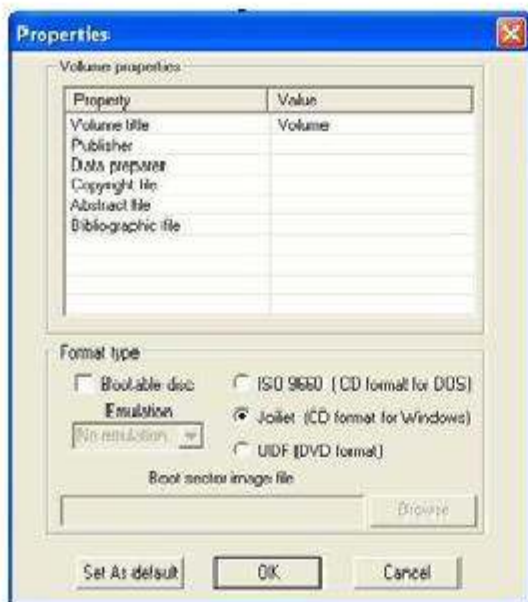 Properties
Volume properties
Property Value
Volume title Volume
Publisher
Data preparer
Copyright file
Abstract file
Bibliographic file
Format type
Bootable disc
Emulation
No emulation
ISO 9660 (CD format for DOS)
Joliet (CD format for Windows)
UDF (DVD format)
Boot sector image file
Browse
Set As default OK Cancel